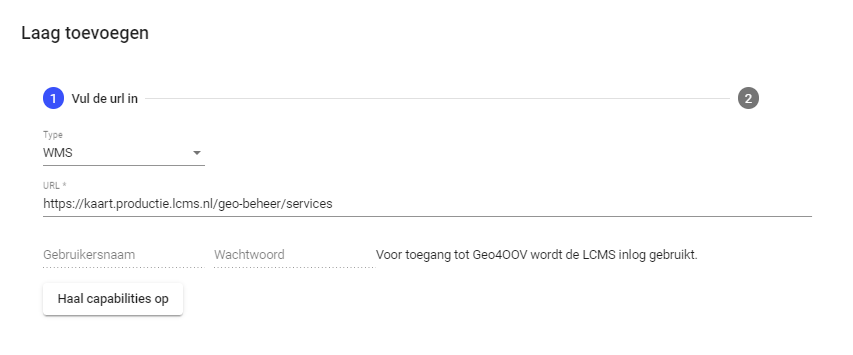 Laag toevoegen
1 Vul de url in 2
Type
WMS
URL *
https://kaart.productie.lcms.nl/geo-beheer/services
Gebruikersnaam Wachtwoord Voor toegang tot Geo4OOV wordt de LCMS inlog gebruikt.
Haal capabilities op